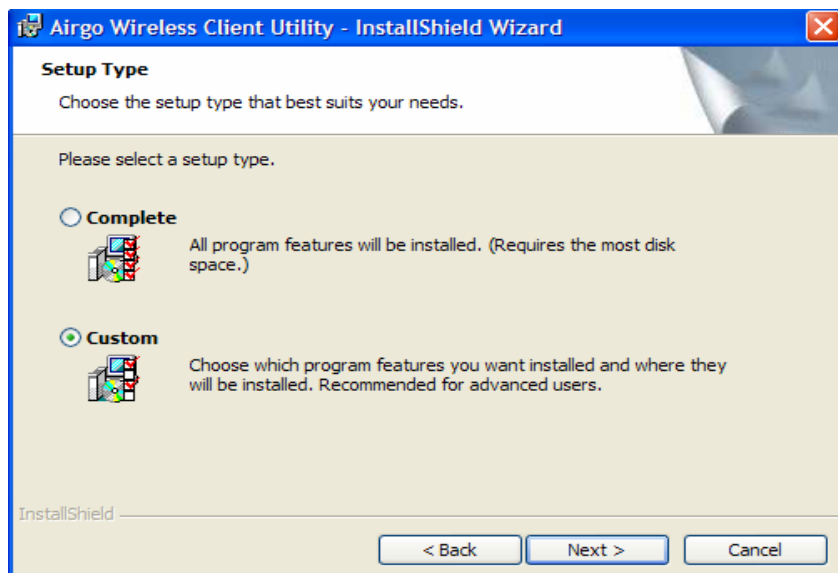 Airgo Wireless Client Utility - InstallShield Wizard
Setup Type
Choose the setup type that best suits your needs.
Please select a setup type.
Complete
All program features will be installed. (Requires the most disk
space.)
Custom
Choose which program features you want installed and where they
will be installed. Recommended for advanced users.
InstallShield
< Back
Next >
Cancel